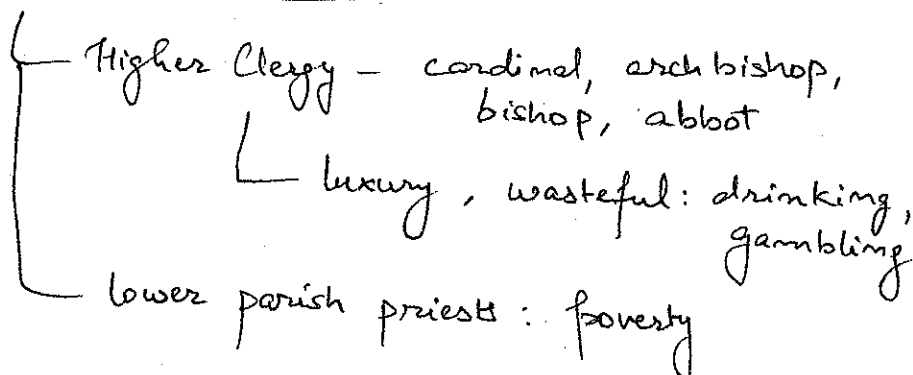 Higher Clergy - cardinal, archbishop,
bishop, abbot
luxury, wasteful: drinking,
gambling
lower parish priests: poverty